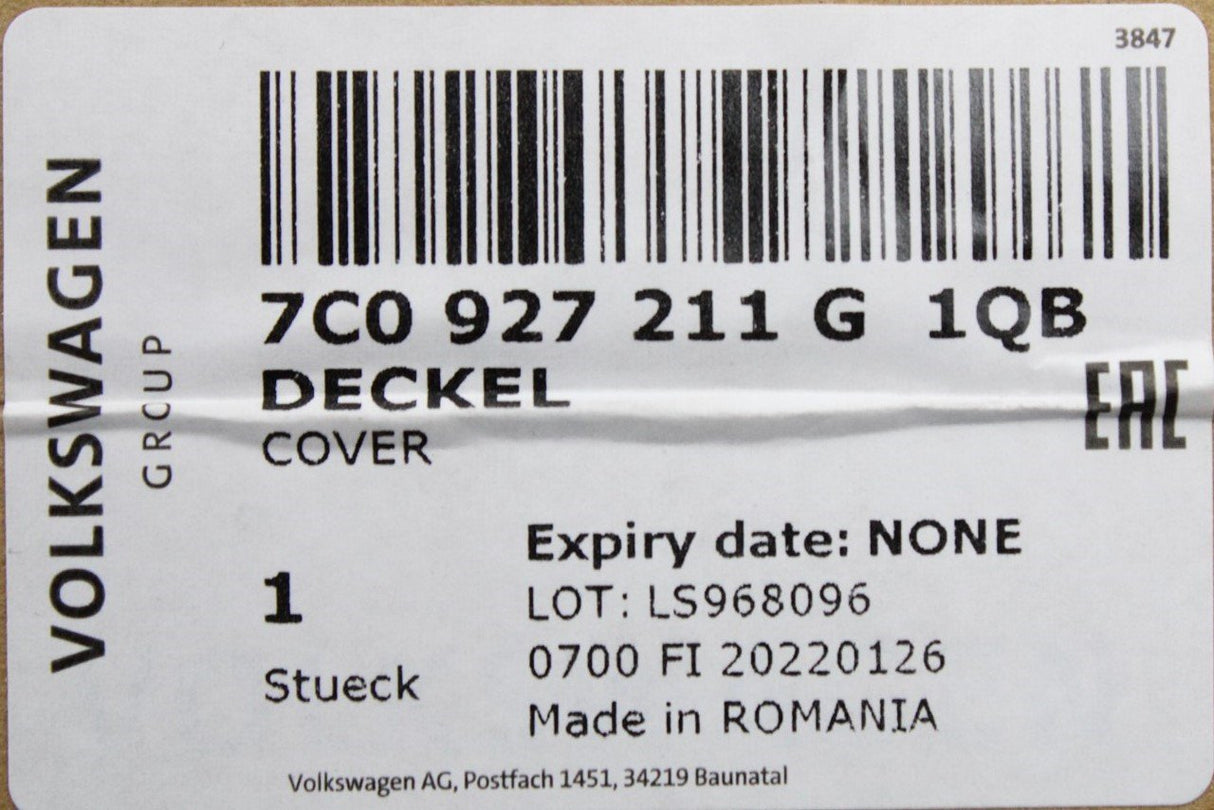 3847
VOLKSWAGEN
GROUP
7C0 927 211 G 1QB
DECKEL
COVER
EAC
1
Stueck
Expiry date: NONE
LOT: LS968096
0700 FI 20220126
Made in ROMANIA
Volkswagen AG, Postfach 1451, 34219 Baunatal